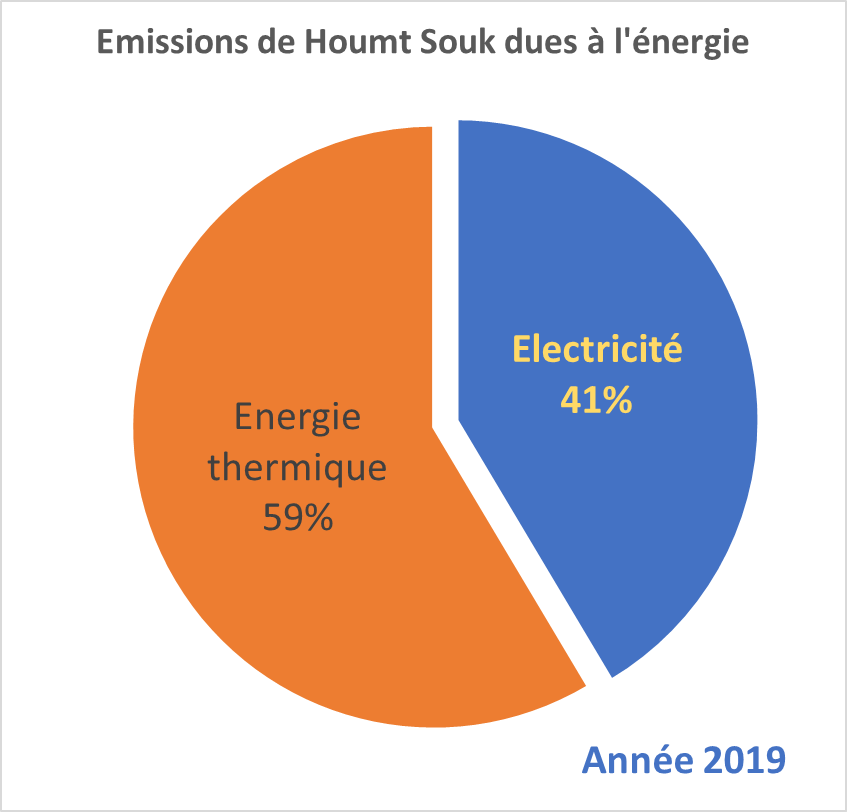 Emissions de Houmt Souk dues à l'énergie
Electricité
41%
Energie
thermique
59%
Année 2019